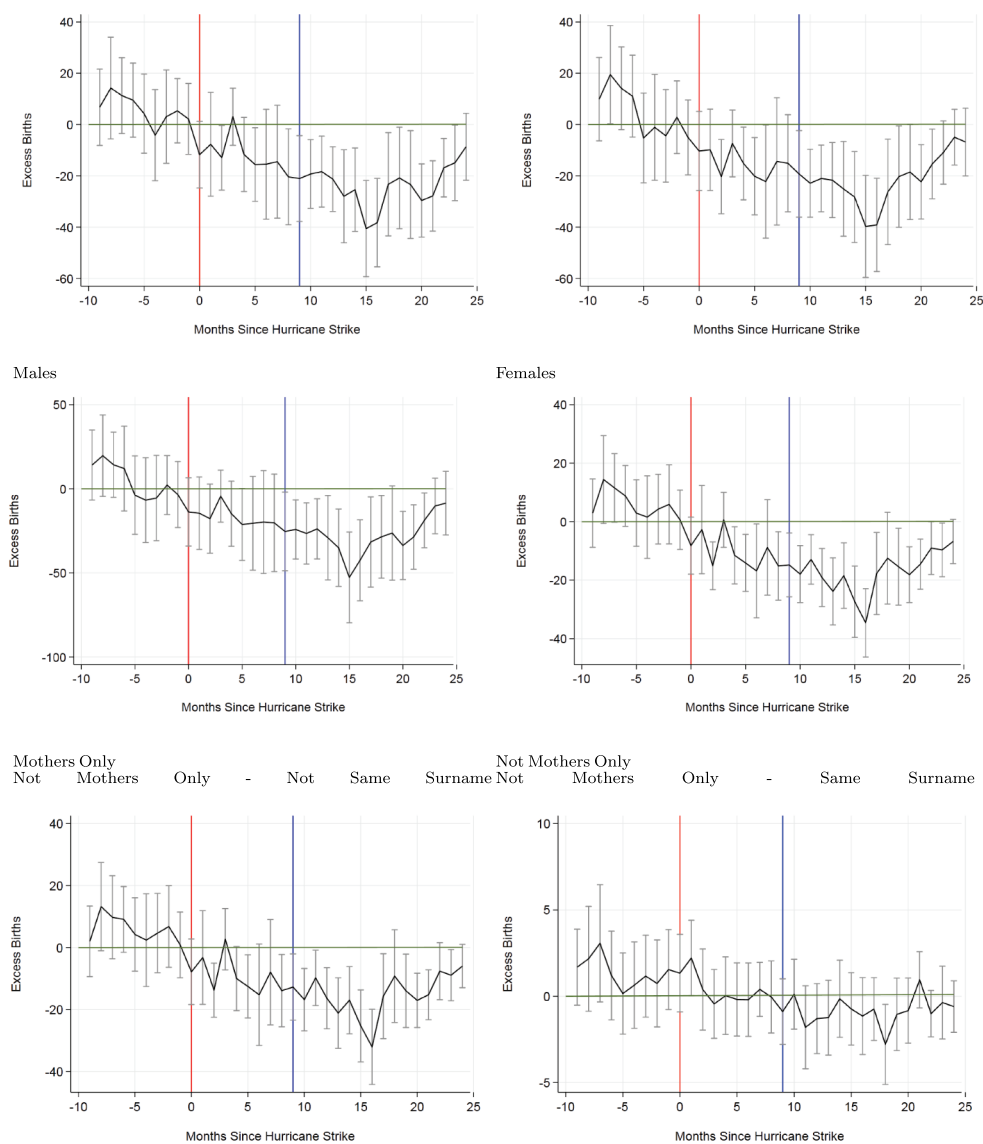 40
20
0
-20
-40
-60
Excess Births
-10 -5 0 5 10 15 20 25
Months Since Hurricane Strike
40
20
0
-20
-40
-60
Excess Births
-10 -5 0 5 10 15 20 25
Months Since Hurricane Strike
Males
Females
50
0
-50
-100
Excess Births
-10 -5 0 5 10 15 20 25
Months Since Hurricane Strike
40
20
0
-20
-40
Excess Births
-10 -5 0 5 10 15 20 25
Months Since Hurricane Strike
Mothers Only
Not Mothers Only
Not Mothers Only - Not Same Surname
Not Mothers Only - Same Surname
40
20
0
-20
-40
Excess Births
-10 -5 0 5 10 15 20 25
Months Since Hurricane Strike
10
5
0
-5
Excess Births
-10 -5 0 5 10 15 20 25
Months Since Hurricane Strike